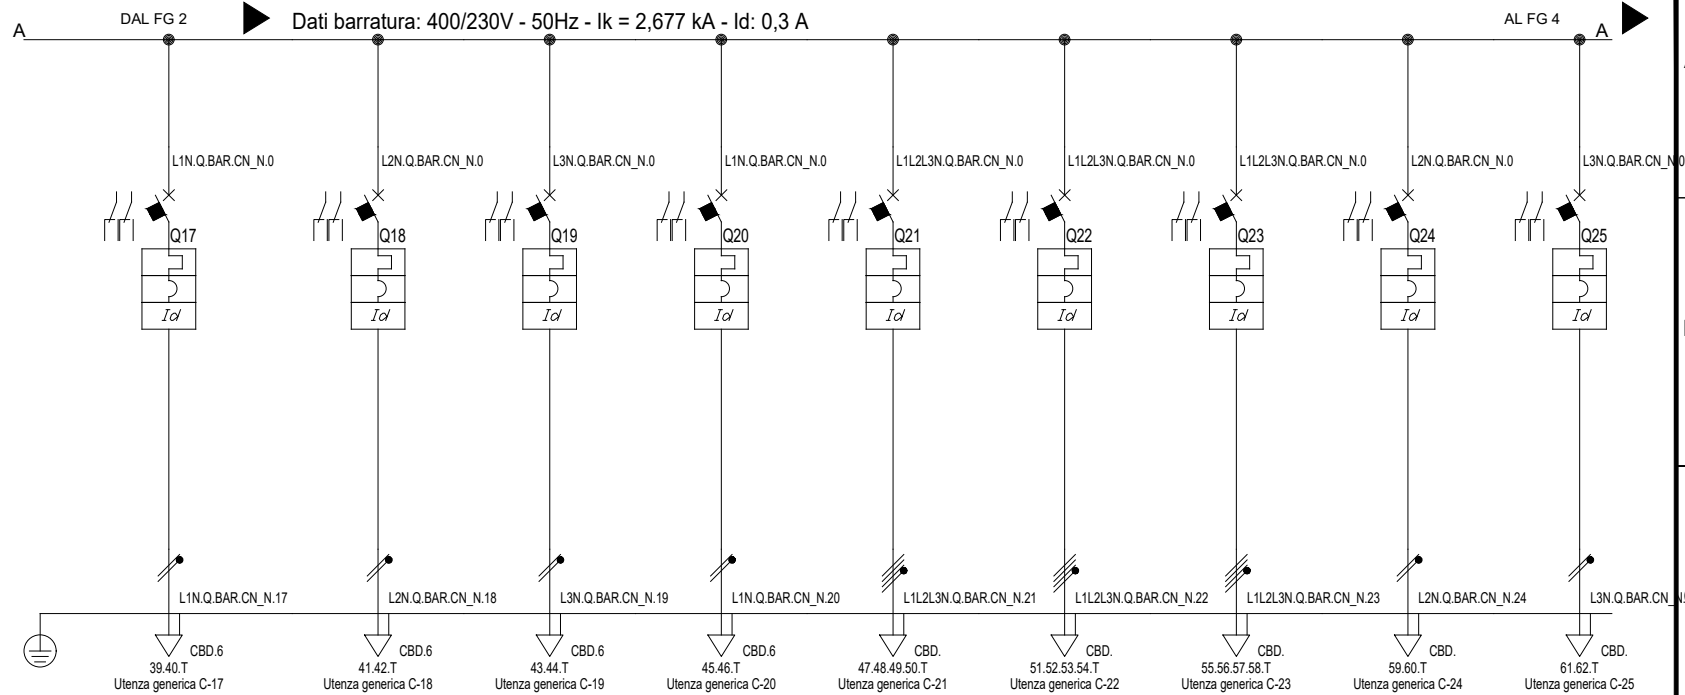 DAL FG 2
Dati barratura: 400/230V - 50Hz - Ik = 2,677 kA - Id: 0,3 A
AL FG 4
A
A
L1N.Q.BAR.CN_N.0
L2N.Q.BAR.CN_N.0
L3N.Q.BAR.CN_N.0
L1N.Q.BAR.CN_N.0
L1L2L3N.Q.BAR.CN_N.0
L1L2L3N.Q.BAR.CN_N.0
L1L2L3N.Q.BAR.CN_N.0
L2N.Q.BAR.CN_N.0
L3N.Q.BAR.CN_N.0
Q17
Q18
Q19
Q20
Q21
Q22
Q23
Q24
Q25
Id
Id
Id
Id
Id
Id
Id
Id
Id
L1N.Q.BAR.CN_N.17
L2N.Q.BAR.CN_N.18
L3N.Q.BAR.CN_N.19
L1N.Q.BAR.CN_N.20
L1L2L3N.Q.BAR.CN_N.21
L1L2L3N.Q.BAR.CN_N.22
L1L2L3N.Q.BAR.CN_N.23
L2N.Q.BAR.CN_N.24
L3N.Q.BAR.CN_N
CBD.6
CBD.6
CBD.6
CBD.6
CBD.
CBD.
CBD.
CBD.
CBD.
39.40.T
41.42.T
43.44.T
45.46.T
47.48.49.50.T
51.52.53.54.T
55.56.57.58.T
59.60.T
61.62.T
Utenza generica C-17
Utenza generica C-18
Utenza generica C-19
Utenza generica C-20
Utenza generica C-21
Utenza generica C-22
Utenza generica C-23
Utenza generica C-24
Utenza generica C-25